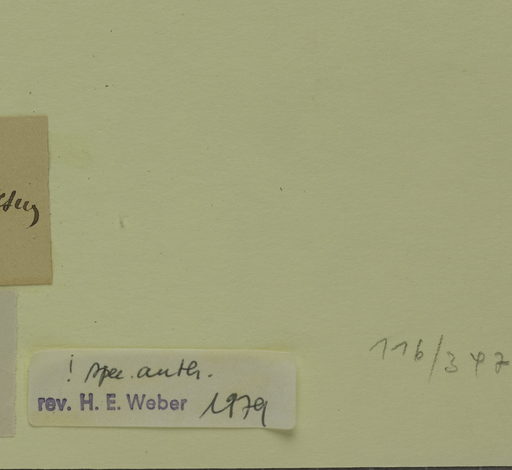 ! spec. auth.
rev. H. E. Weber 1979
116/347